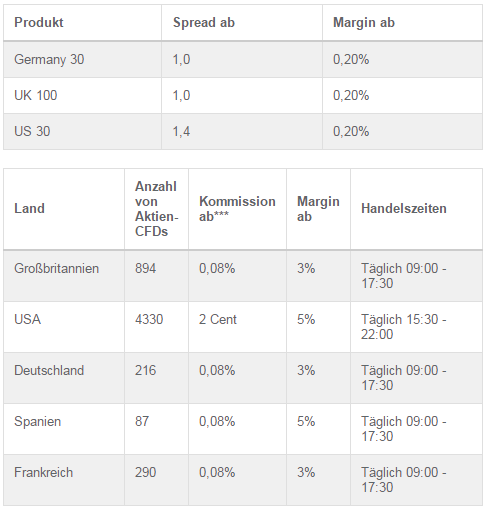 Produkt Spread ab Margin ab
Germany 30 1,0 0,20%
UK 100 1,0 0,20%
US 30 1,4 0,20%
Land Anzahl von Aktien-CFDs Kommission ab*** Margin ab Handelszeiten
Großbritannien 894 0,08% 3% Täglich 09:00 - 17:30
USA 4330 2 Cent 5% Täglich 15:30 - 22:00
Deutschland 216 0,08% 3% Täglich 09:00 - 17:30
Spanien 87 0,08% 5% Täglich 09:00 - 17:30
Frankreich 290 0,08% 3% Täglich 09:00 - 17:30